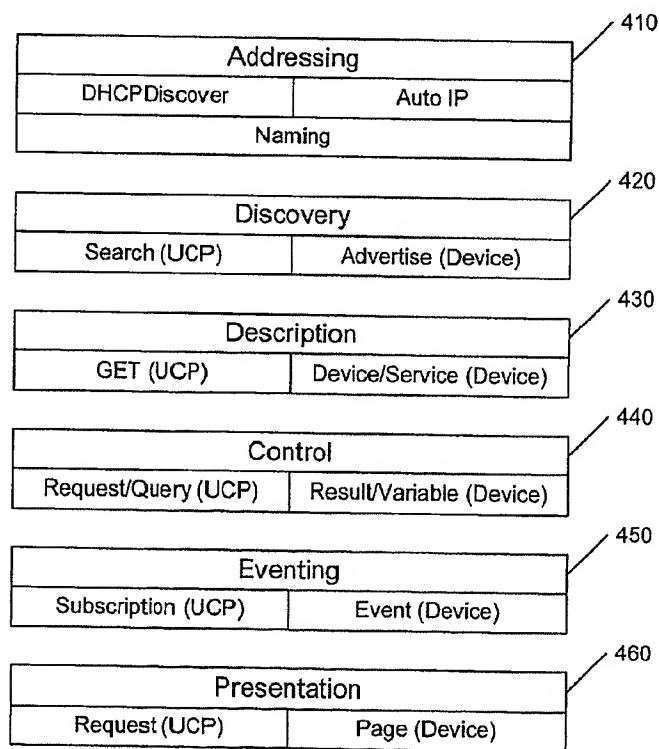 410
Addressing
DHCPDiscover Auto IP
Naming
420
Discovery
Search (UCP) Advertise (Device)
430
Description
GET (UCP) Device/Service (Device)
440
Control
Request/Query (UCP) Result/Variable (Device)
450
Eventing
Subscription (UCP) Event (Device)
460
Presentation
Request (UCP) Page (Device)